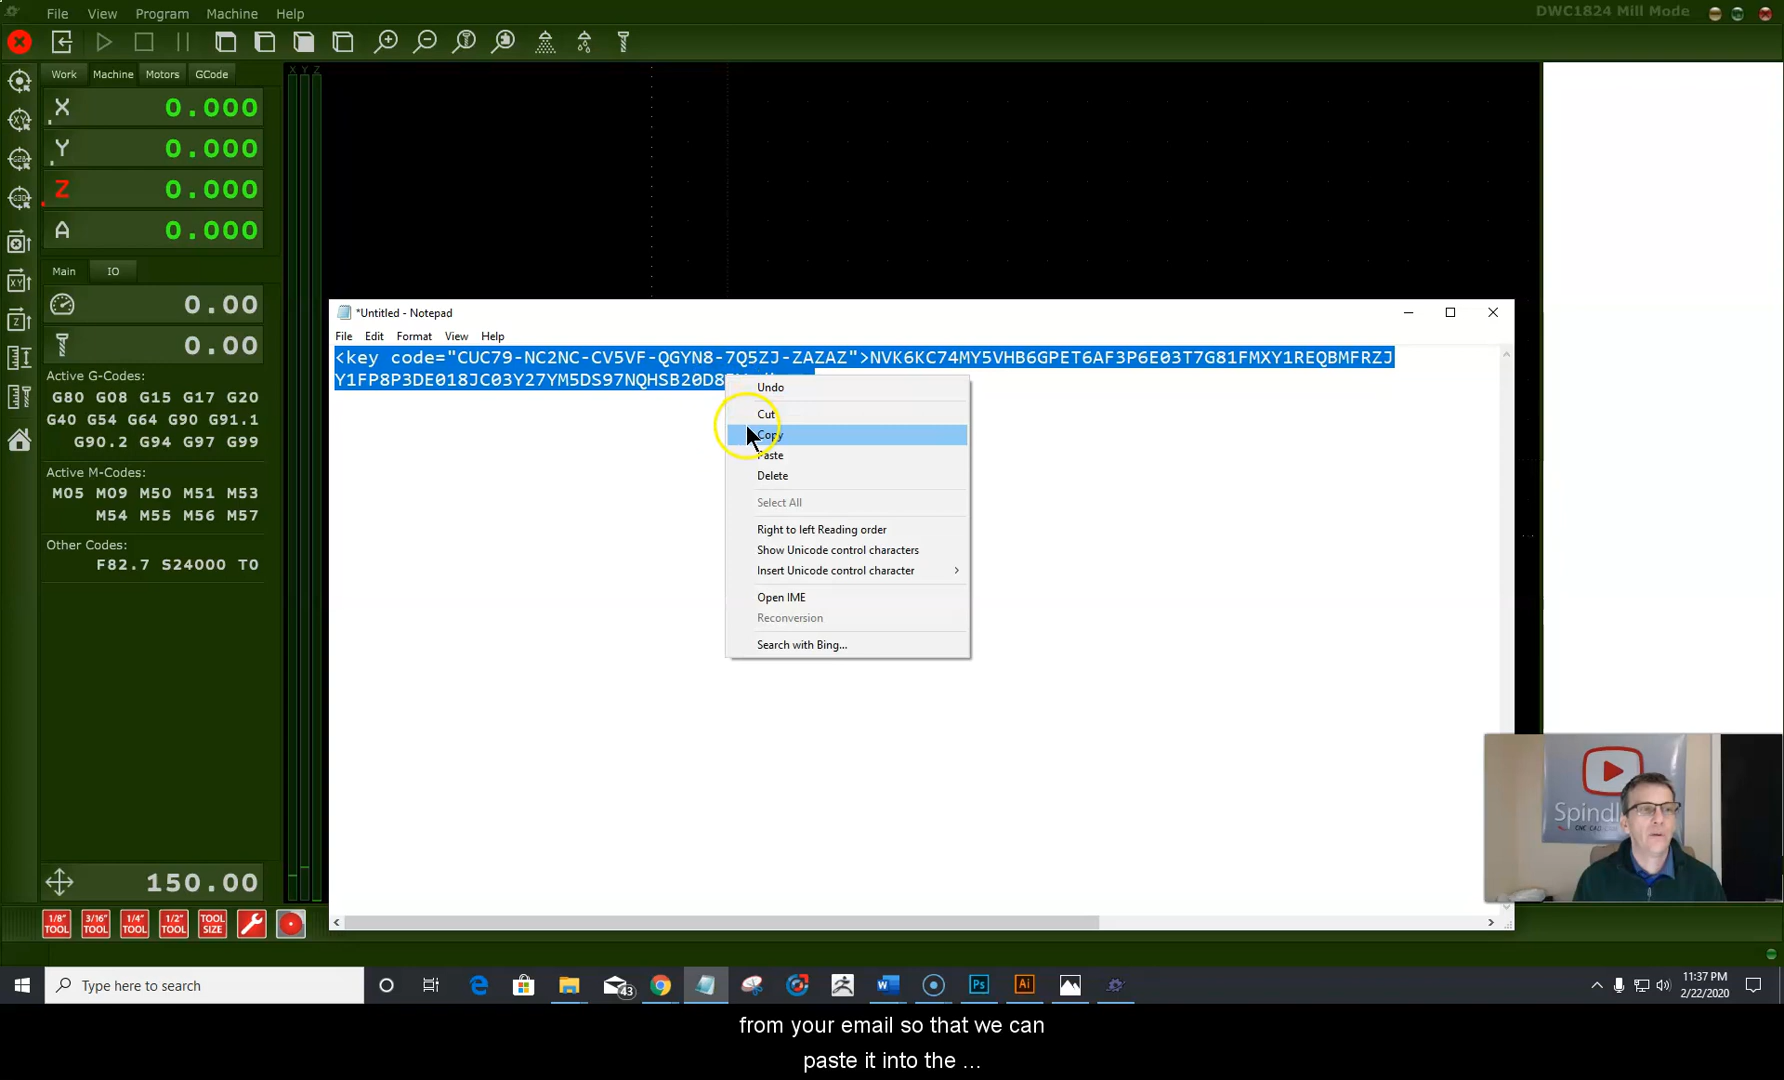 File View Program Machine Help
DWC1824 Mill Mode
Work Machine Motors GCode
X Y Z
X 0.000
Y 0.000
Z 0.000
A 0.000
Main IO
0.00
0.00
Active G-Codes:
G80 G08 G15 G17 G20
G40 G54 G64 G90 G91.1
G90.2 G94 G97 G99
Active M-Codes:
M05 M09 M50 M51 M53
M54 M55 M56 M57
Other Codes:
F82.7 S24000 T0
150.00
1/8" TOOL 3/16" TOOL 1/4" TOOL 1/2" TOOL TOOL SIZE
*Untitled - Notepad
File Edit Format View Help
<key code="CUC79-NC2NC-CV5VF-QGYN8-7Q5ZJ-ZAZAZ">NVK6KC74MY5VHB6GPET6AF3P6E03T7G81FMXY1REQBMFRZJ
Y1FP8P3DE018JC03Y27YM5DS97NQHSB20D8
Undo
Cut
Copy
Paste
Delete
Select All
Right to left Reading order
Show Unicode control characters
Insert Unicode control character
Open IME
Reconversion
Search with Bing...
Spindl
CNC CAD
Type here to search
43
11:37 PM
2/22/2020
from your email so that we can
paste it into the ...